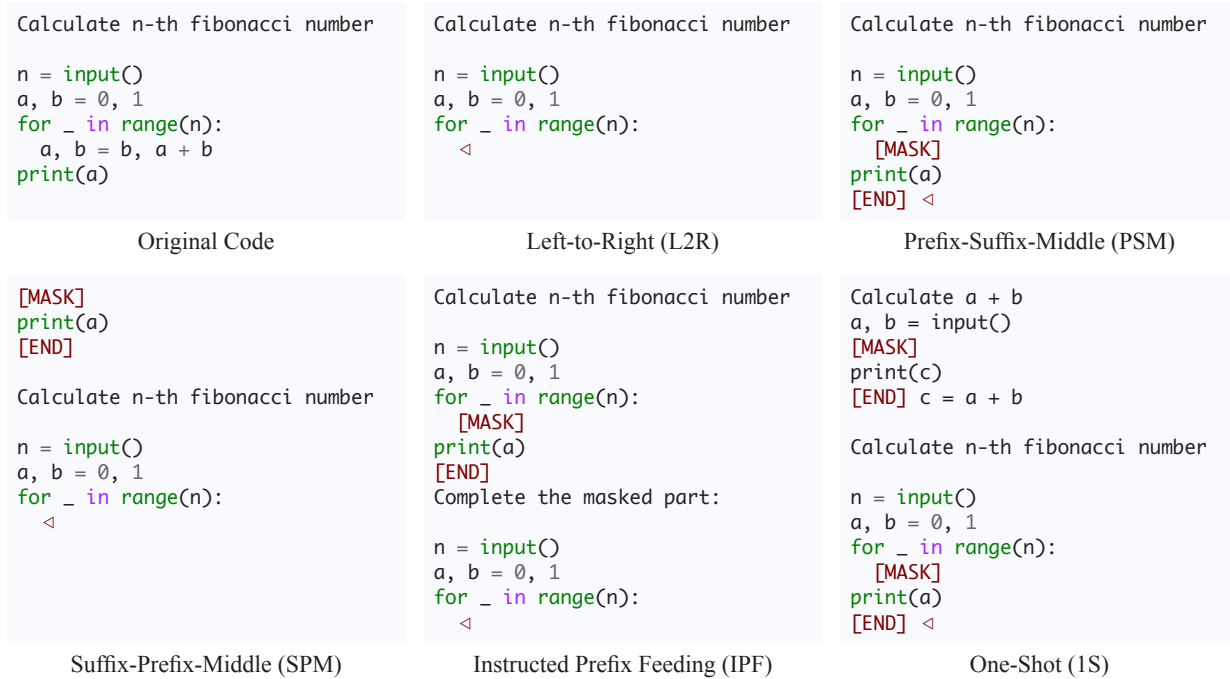 Calculate n-th fibonacci number
n = input()
a, b = 0, 1
for _ in range(n):
  a, b = b, a + b
print(a)
Original Code
Calculate n-th fibonacci number
n = input()
a, b = 0, 1
for _ in range(n):
  ◁
Left-to-Right (L2R)
Calculate n-th fibonacci number
n = input()
a, b = 0, 1
for _ in range(n):
  [MASK]
print(a)
[END] ◁
Prefix-Suffix-Middle (PSM)
[MASK]
print(a)
[END]
Calculate n-th fibonacci number
n = input()
a, b = 0, 1
for _ in range(n):
  ◁
Suffix-Prefix-Middle (SPM)
Calculate n-th fibonacci number
n = input()
a, b = 0, 1
for _ in range(n):
  [MASK]
print(a)
[END]
Complete the masked part:
n = input()
a, b = 0, 1
for _ in range(n):
  ◁
Instructed Prefix Feeding (IPF)
Calculate a + b
a, b = input()
[MASK]
print(c)
[END] c = a + b
Calculate n-th fibonacci number
n = input()
a, b = 0, 1
for _ in range(n):
  [MASK]
print(a)
[END] ◁
One-Shot (1S)